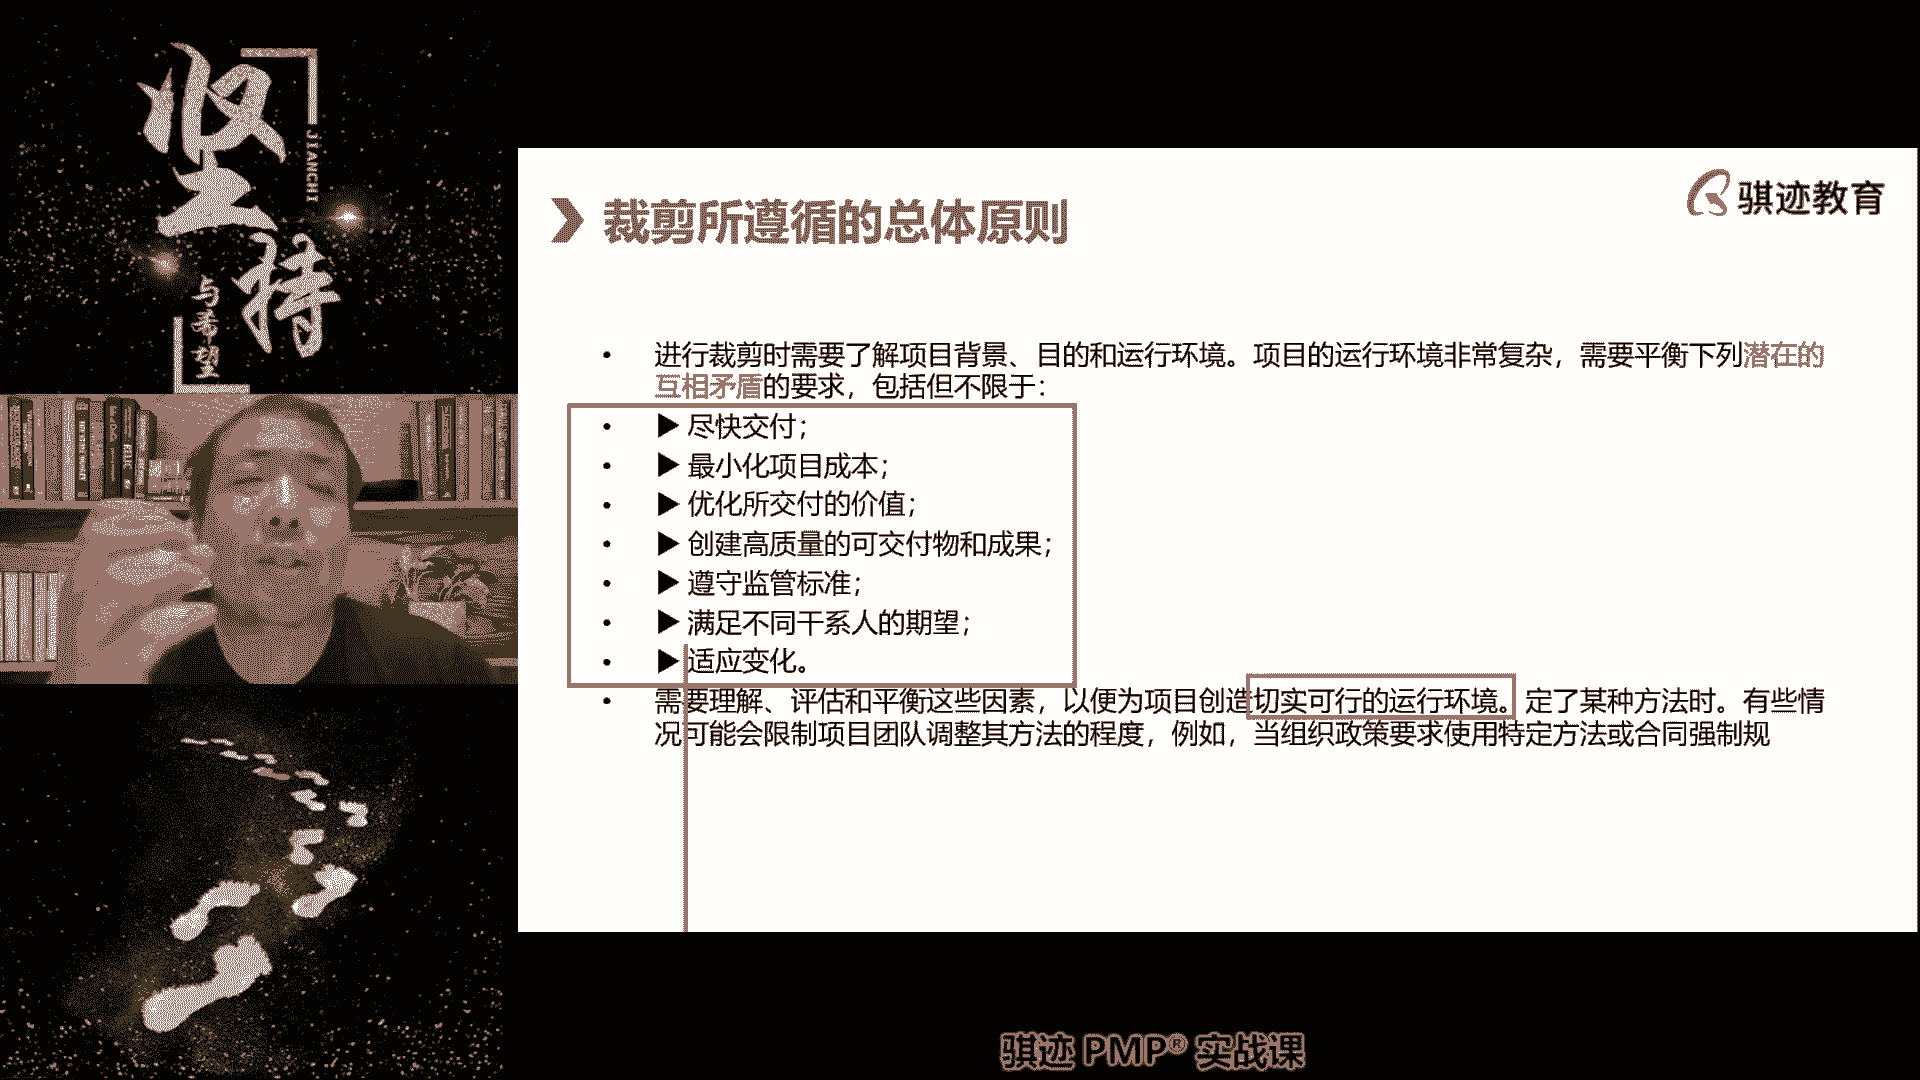 坚持
JIANCHI
与希望
骐迹教育
裁剪所遵循的总体原则
• 进行裁剪时需要了解项目背景、目的和运行环境。项目的运行环境非常复杂，需要平衡下列潜在的
互相矛盾的要求，包括但不限于：
• ▶ 尽快交付；
• ▶ 最小化项目成本；
• ▶ 优化所交付的价值；
• ▶ 创建高质量的可交付物和成果；
• ▶ 遵守监管标准；
• ▶ 满足不同干系人的期望；
• ▶ 适应变化。
• 需要理解、评估和平衡这些因素，以便为项目创造切实可行的运行环境。定了某种方法时。有些情
况可能会限制项目团队调整其方法的程度，例如，当组织政策要求使用特定方法或合同强制规
骐迹 PMP® 实战课